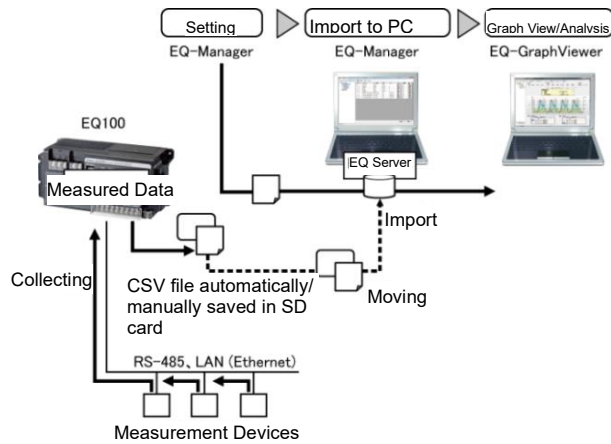 Setting
Import to PC
Graph View/Analysis
EQ-Manager
EQ-Manager
EQ-GraphViewer
EQ100
EQ Server
Measured Data
Import
Collecting
CSV file automatically/
manually saved in SD
card
Moving
RS-485、LAN (Ethernet)
Measurement Devices